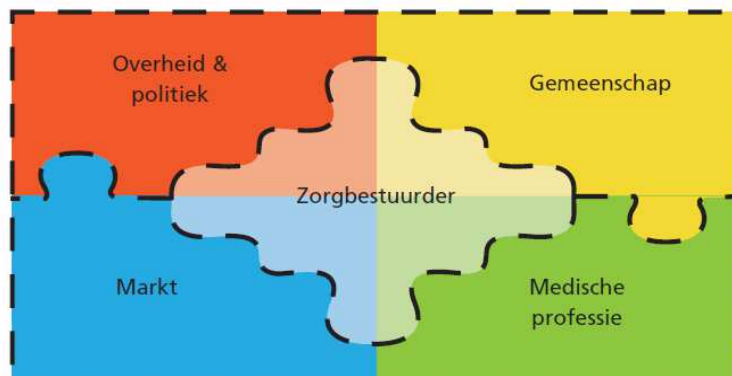 Overheid &
politiek
Gemeenschap
Zorgbestuurder
Markt
Medische
professie